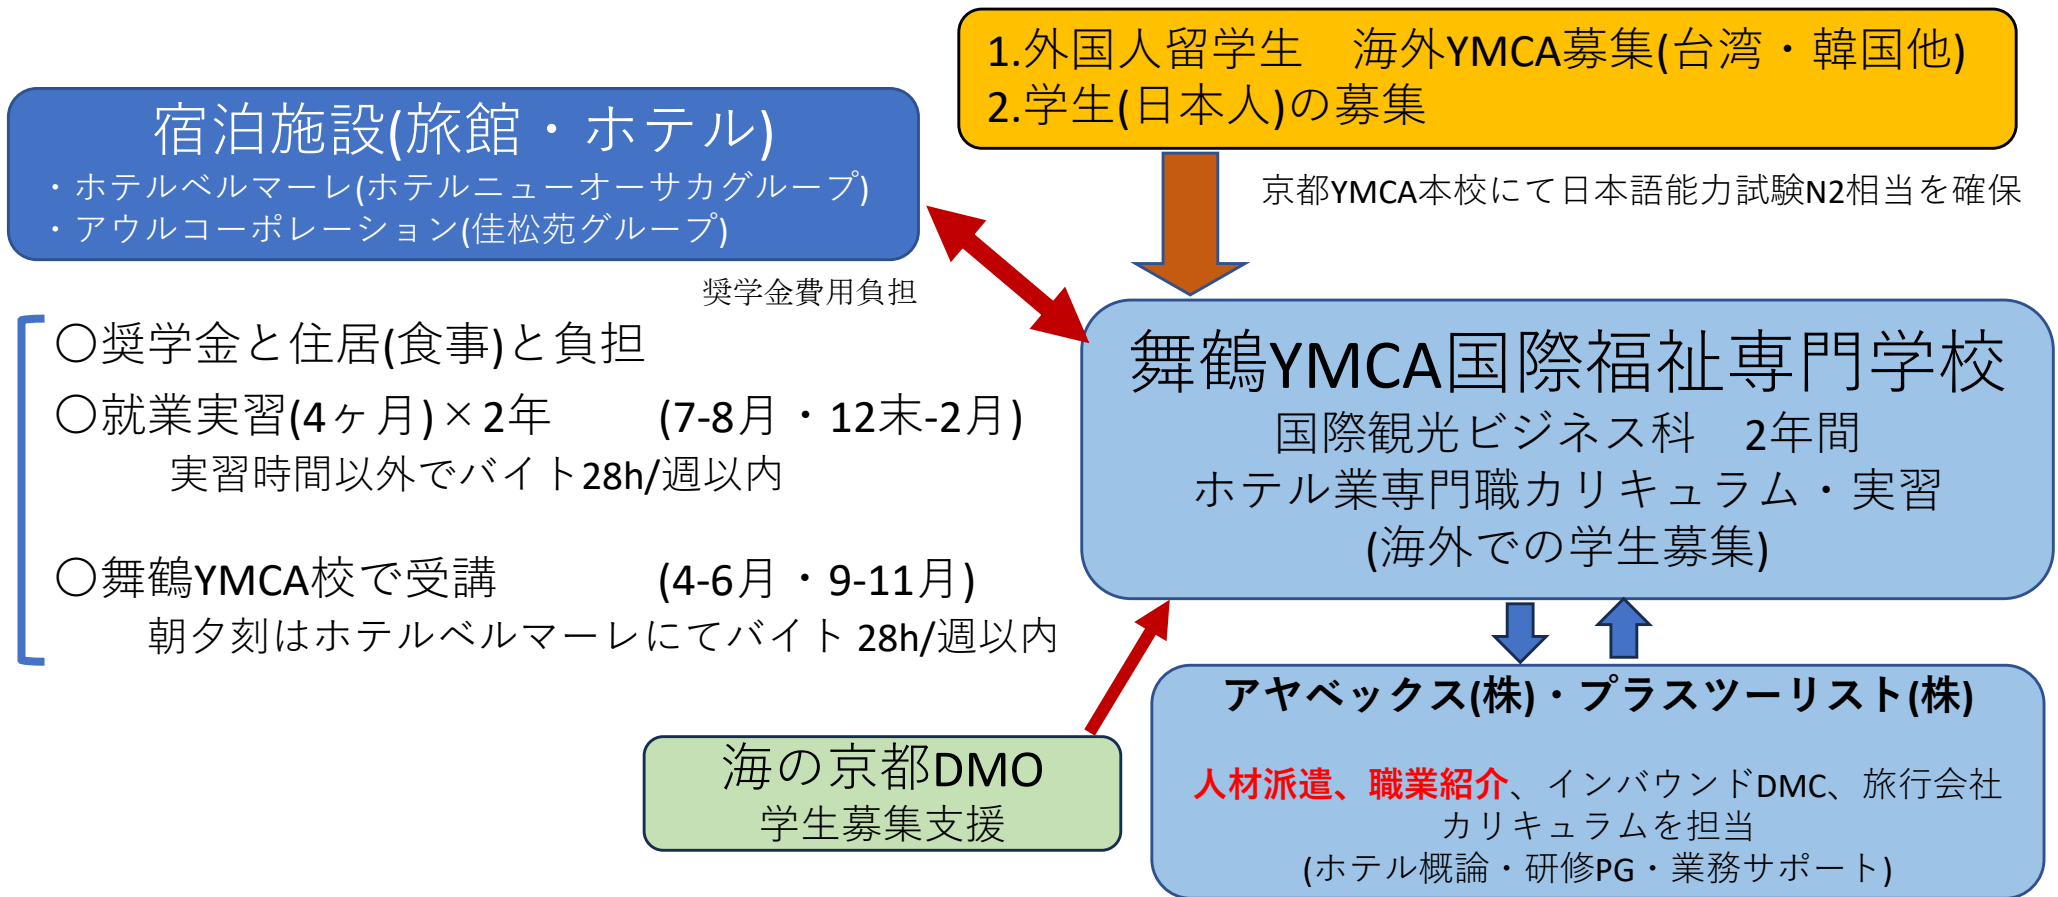 1.外国人留学生　海外YMCA募集(台湾・韓国他)
2.学生(日本人)の募集
宿泊施設(旅館・ホテル)
・ホテルベルマーレ(ホテルニューオーサカグループ)
・アウルコーポレーション(佳松苑グループ)
京都YMCA本校にて日本語能力試験N2相当を確保
奨学金費用負担
〇奨学金と住居(食事)と負担
〇就業実習(4ヶ月)×2年　(7-8月・12末-2月)
実習時間以外でバイト28h/週以内
〇舞鶴YMCA校で受講　(4-6月・9-11月)
朝夕刻はホテルベルマーレにてバイト 28h/週以内
舞鶴YMCA国際福祉専門学校
国際観光ビジネス科　2年間
ホテル業専門職カリキュラム・実習
(海外での学生募集)
海の京都DMO
学生募集支援
アヤベックス(株)・プラスツーリスト(株)
人材派遣、職業紹介、インバウンドDMC、旅行会社
カリキュラムを担当
(ホテル概論・研修PG・業務サポート)